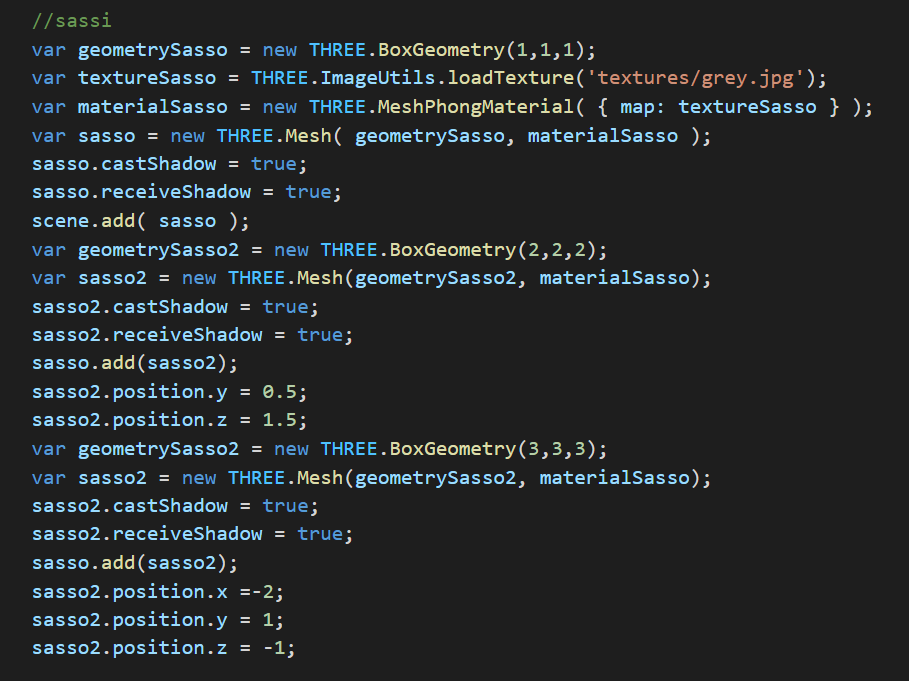 //sassi
var geometrySasso = new THREE.BoxGeometry(1,1,1);
var textureSasso = THREE.ImageUtils.loadTexture('textures/grey.jpg');
var materialSasso = new THREE.MeshPhongMaterial( { map: textureSasso } );
var sasso = new THREE.Mesh( geometrySasso, materialSasso );
sasso.castShadow = true;
sasso.receiveShadow = true;
scene.add( sasso );
var geometrySasso2 = new THREE.BoxGeometry(2,2,2);
var sasso2 = new THREE.Mesh(geometrySasso2, materialSasso);
sasso2.castShadow = true;
sasso2.receiveShadow = true;
sasso.add(sasso2);
sasso2.position.y = 0.5;
sasso2.position.z = 1.5;
var geometrySasso2 = new THREE.BoxGeometry(3,3,3);
var sasso2 = new THREE.Mesh(geometrySasso2, materialSasso);
sasso2.castShadow = true;
sasso2.receiveShadow = true;
sasso.add(sasso2);
sasso2.position.x =-2;
sasso2.position.y = 1;
sasso2.position.z = -1;